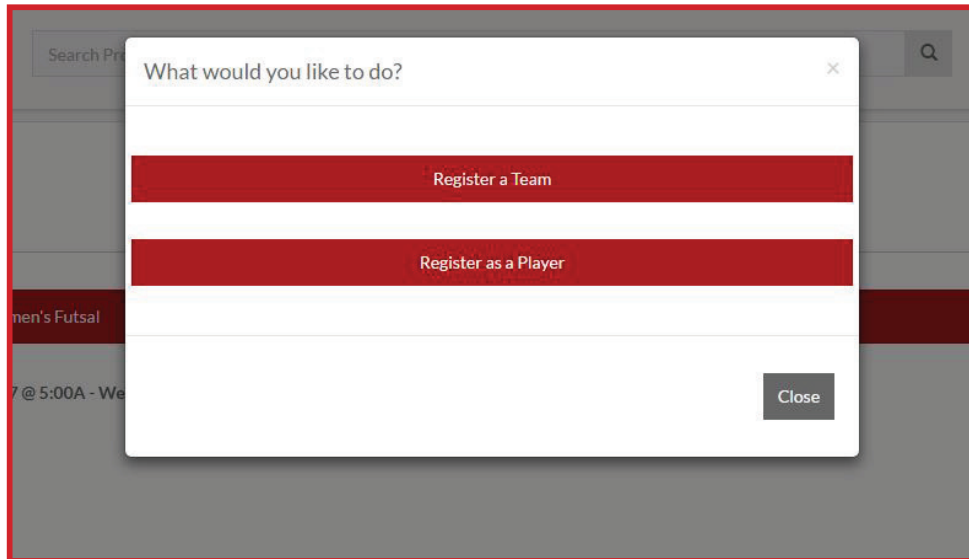 Search Pro
What would you like to do?
×
Register a Team
Register as a Player
men's Futsal
7 @ 5:00A - We
Close